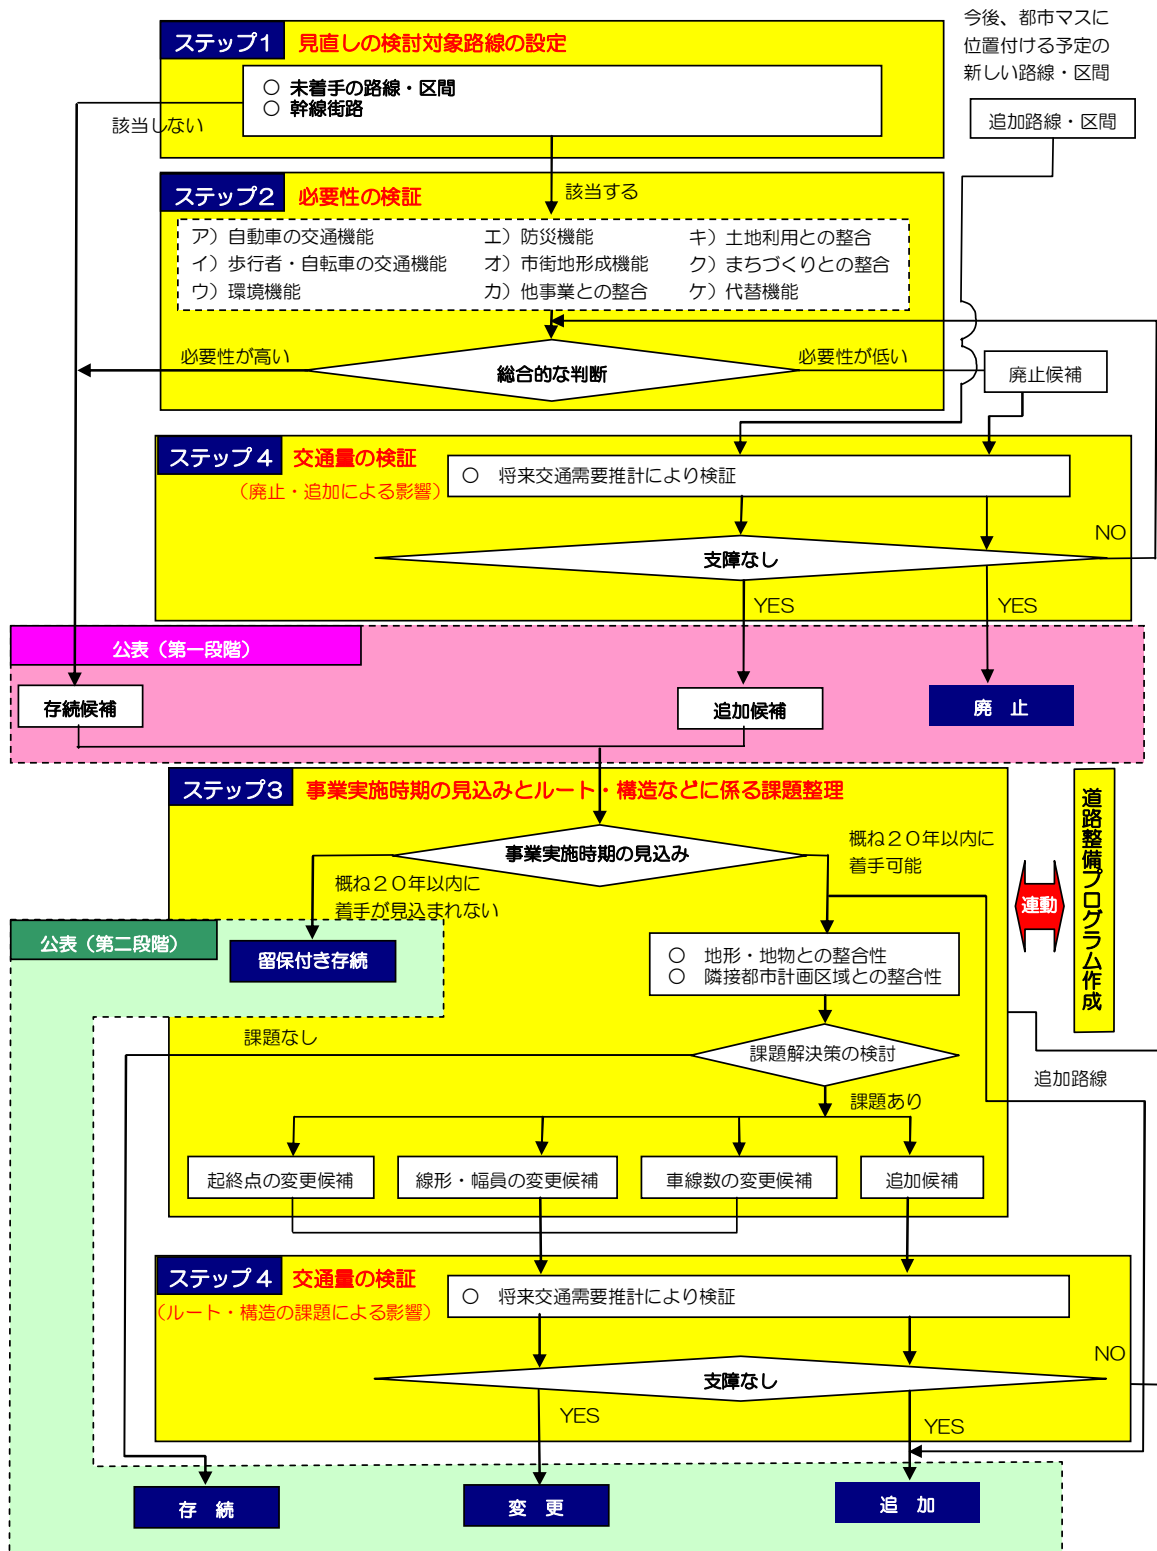 今後、都市マスに
位置付ける予定の
新しい路線・区間
追加路線・区間
ステップ1 見直しの検討対象路線の設定
○ 未着手の路線・区間
○ 幹線街路
該当しない
該当する
ステップ2 必要性の検証
ア）自動車の交通機能
イ）歩行者・自転車の交通機能
ウ）環境機能
エ）防災機能
オ）市街地形成機能
カ）他事業との整合
キ）土地利用との整合
ク）まちづくりとの整合
ケ）代替機能
必要性が高い
総合的な判断
必要性が低い
廃止候補
ステップ４ 交通量の検証
（廃止・追加による影響）
○ 将来交通需要推計により検証
支障なし
NO
YES
YES
公表（第一段階）
存続候補
追加候補
廃 止
ステップ3 事業実施時期の見込みとルート・構造などに係る課題整理
事業実施時期の見込み
概ね２０年以内に
着手が見込まれない
概ね２０年以内に
着手可能
連動
道路整備プログラム作成
公表（第二段階）
留保付き存続
○ 地形・地物との整合性
○ 隣接都市計画区域との整合性
課題なし
課題解決策の検討
課題あり
追加路線
起終点の変更候補
線形・幅員の変更候補
車線数の変更候補
追加候補
ステップ４ 交通量の検証
（ルート・構造の課題による影響）
○ 将来交通需要推計により検証
支障なし
NO
YES
YES
存 続
変 更
追 加